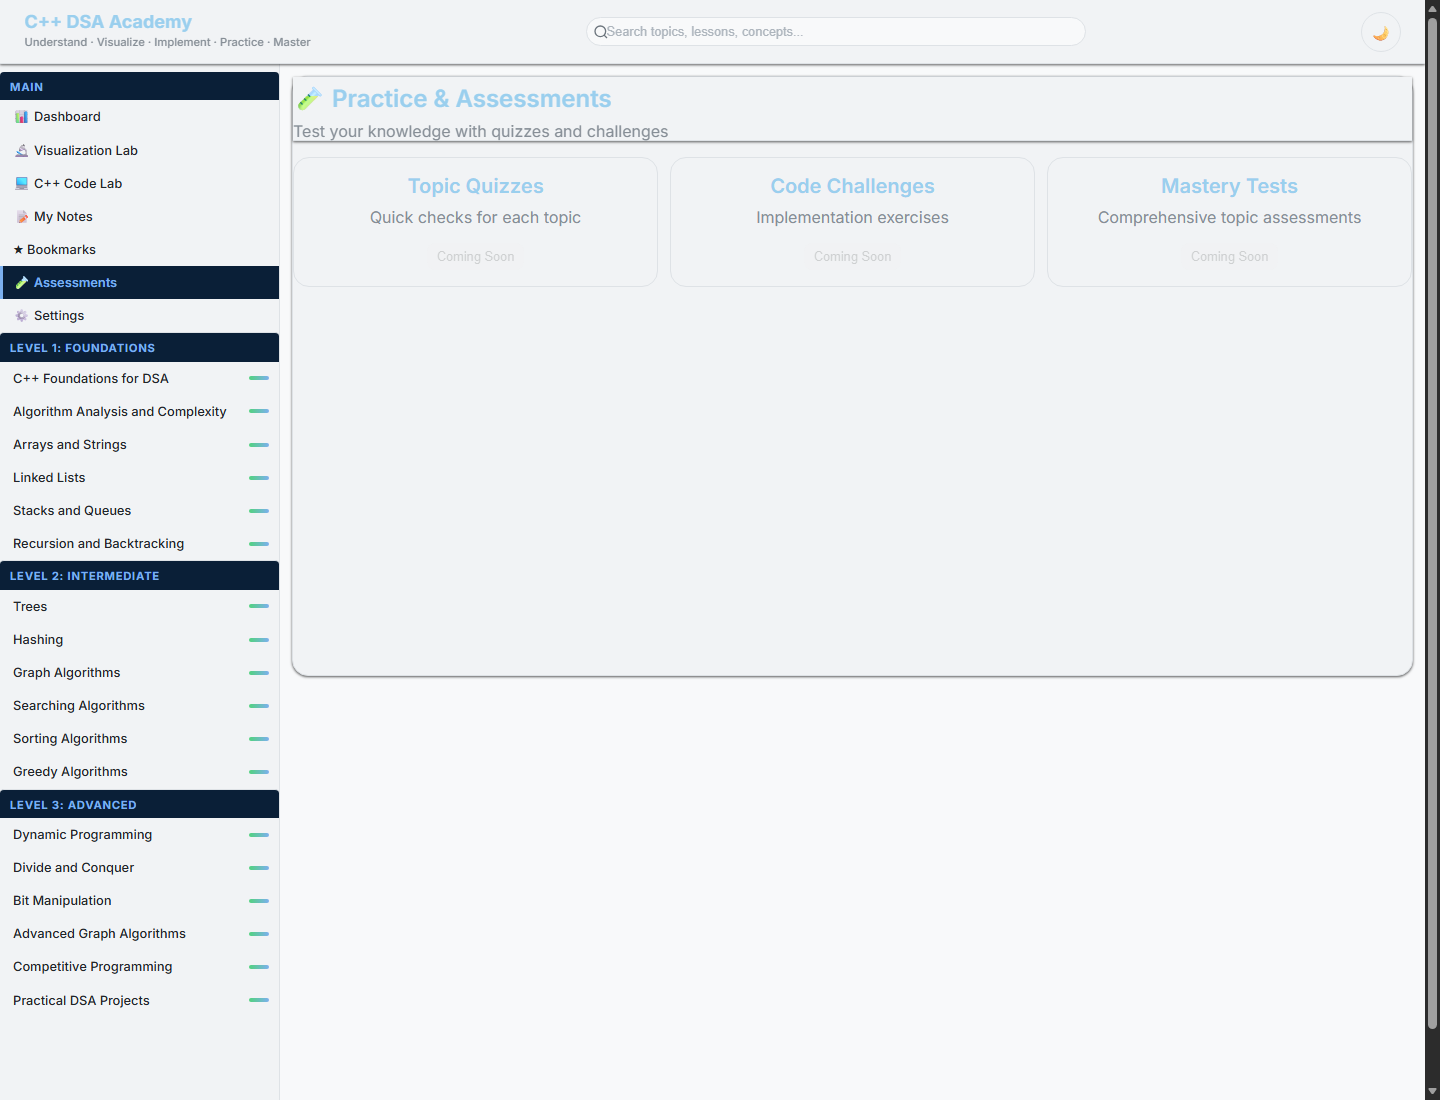 C++ DSA Academy
Understand · Visualize · Implement · Practice · Master
Search topics, lessons, concepts...
MAIN
Dashboard
Visualization Lab
C++ Code Lab
My Notes
★ Bookmarks
Assessments
Settings
LEVEL 1: FOUNDATIONS
C++ Foundations for DSA
Algorithm Analysis and Complexity
Arrays and Strings
Linked Lists
Stacks and Queues
Recursion and Backtracking
LEVEL 2: INTERMEDIATE
Trees
Hashing
Graph Algorithms
Searching Algorithms
Sorting Algorithms
Greedy Algorithms
LEVEL 3: ADVANCED
Dynamic Programming
Divide and Conquer
Bit Manipulation
Advanced Graph Algorithms
Competitive Programming
Practical DSA Projects
Practice & Assessments
Test your knowledge with quizzes and challenges
Topic Quizzes
Quick checks for each topic
Coming Soon
Code Challenges
Implementation exercises
Coming Soon
Mastery Tests
Comprehensive topic assessments
Coming Soon